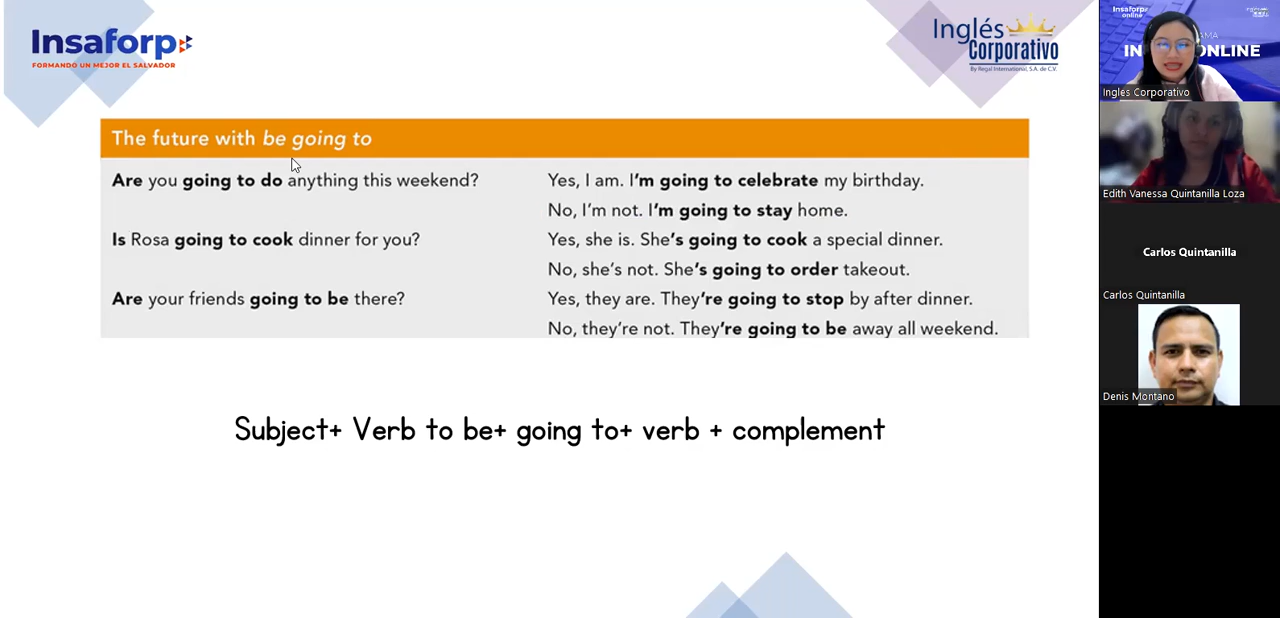 Insaforp
FORMANDO UN MEJOR EL SALVADOR
Inglés
Corporativo
By Regal International, S.A. de C.V.
The future with be going to
Are you going to do anything this weekend?
Yes, I am. I'm going to celebrate my birthday.
No, I'm not. I'm going to stay home.
Is Rosa going to cook dinner for you?
Yes, she is. She's going to cook a special dinner.
No, she's not. She's going to order takeout.
Are your friends going to be there?
Yes, they are. They're going to stop by after dinner.
No, they're not. They're going to be away all weekend.
Subject+ Verb to be+ going to+ verb + complement
Insaforp
online
IN ONLINE
Ingles Corporativo
Edith Vanessa Quintanilla Loza
Carlos Quintanilla
Carlos Quintanilla
Denis Montano